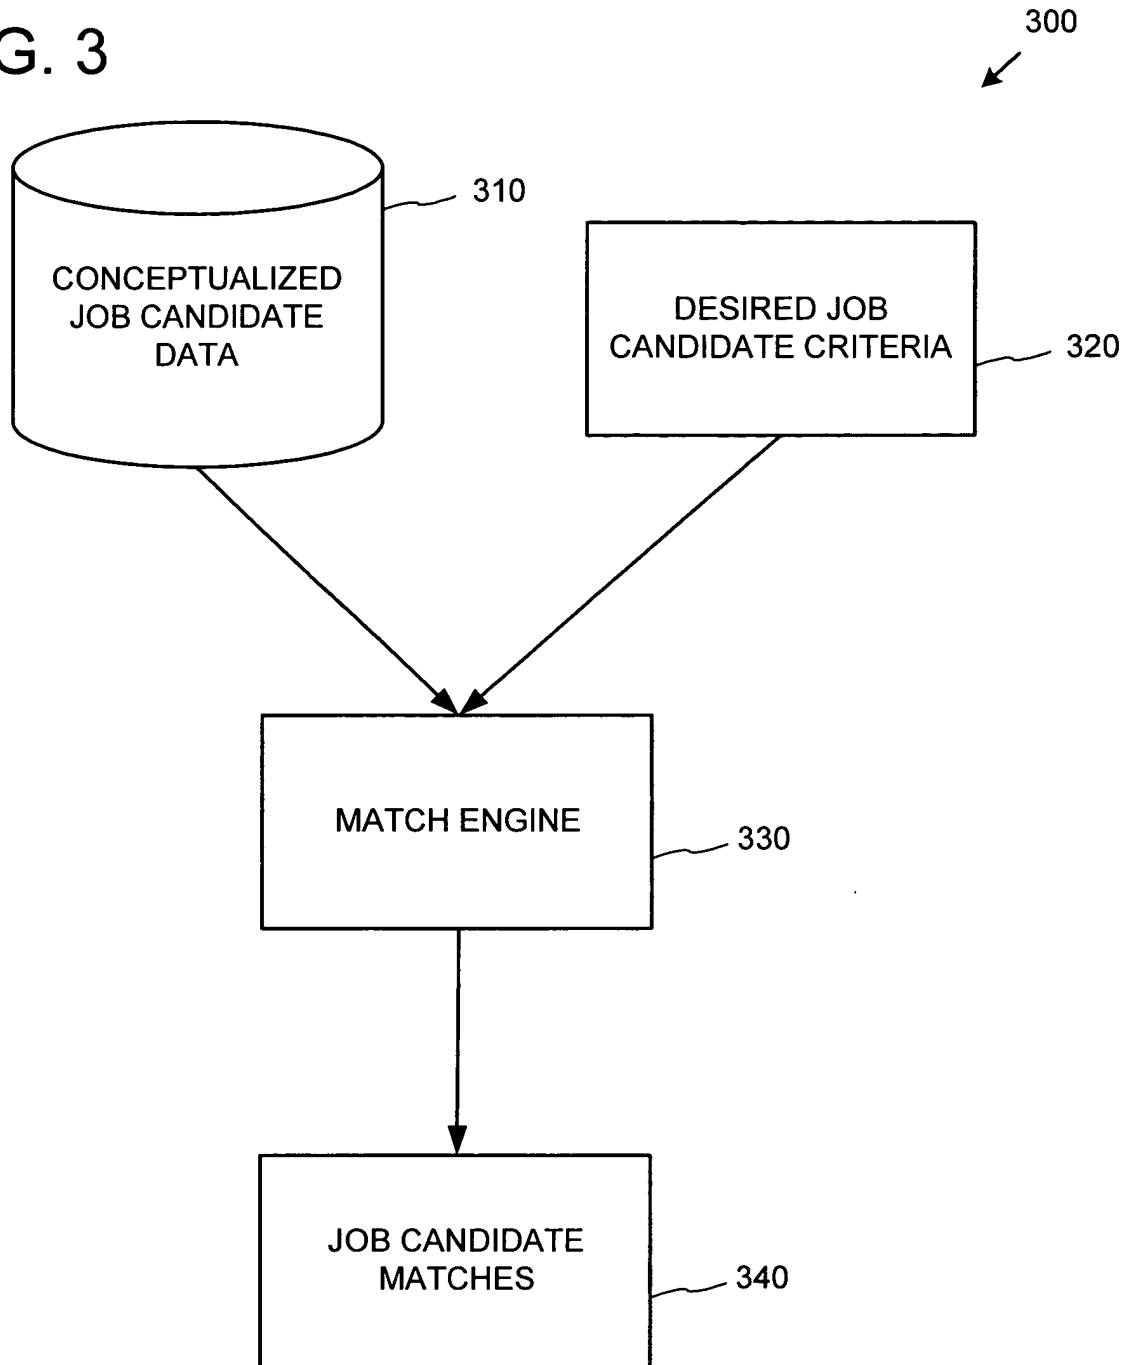 G. 3
300
310
CONCEPTUALIZED
JOB CANDIDATE
DATA
DESIRED JOB
CANDIDATE CRITERIA
320
MATCH ENGINE
330
JOB CANDIDATE
MATCHES
340